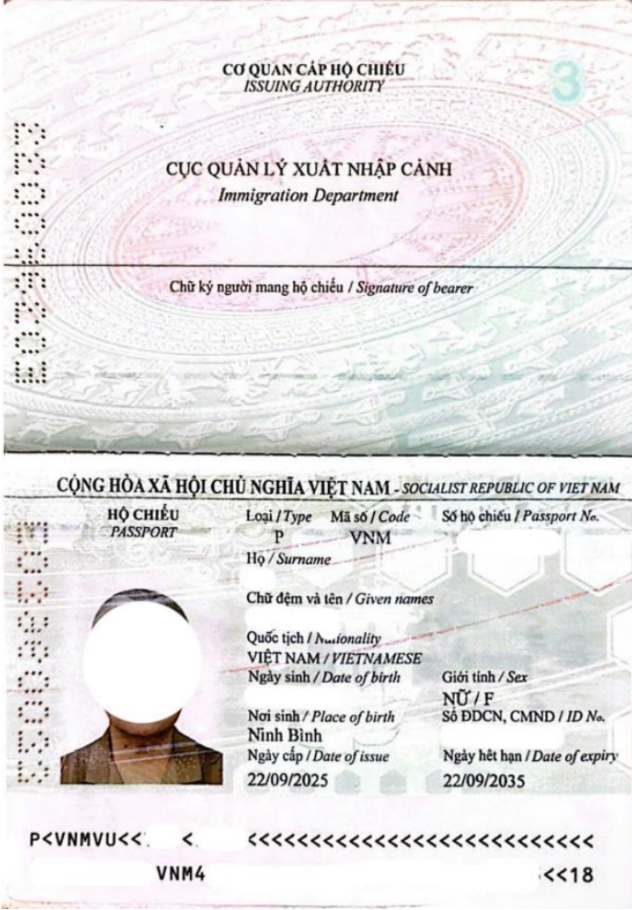 CƠ QUAN CẤP HỘ CHIẾU
ISSUING AUTHORITY
3
CỤC QUẢN LÝ XUẤT NHẬP CẢNH
Immigration Department
Chữ ký người mang hộ chiếu / Signature of bearer
CỘNG HÒA XÃ HỘI CHỦ NGHĨA VIỆT NAM - SOCIALIST REPUBLIC OF VIET NAM
HỘ CHIẾU
PASSPORT
Loại / Type Mã số / Code Số hộ chiếu / Passport No.
P VNM
Họ / Surname
Chữ đệm và tên / Given names
Quốc tịch / Nationality
VIỆT NAM / VIETNAMESE
Ngày sinh / Date of birth Giới tính / Sex
NỮ / F
Nơi sinh / Place of birth Số ĐDCN, CMND / ID No.
Ninh Bình
Ngày cấp / Date of issue Ngày hết hạn / Date of expiry
22/09/2025 22/09/2035
P<VNMVU<< < <<<<<<<<<<<<<<<<<<<<<<<<<<<<
VNM4 <<18